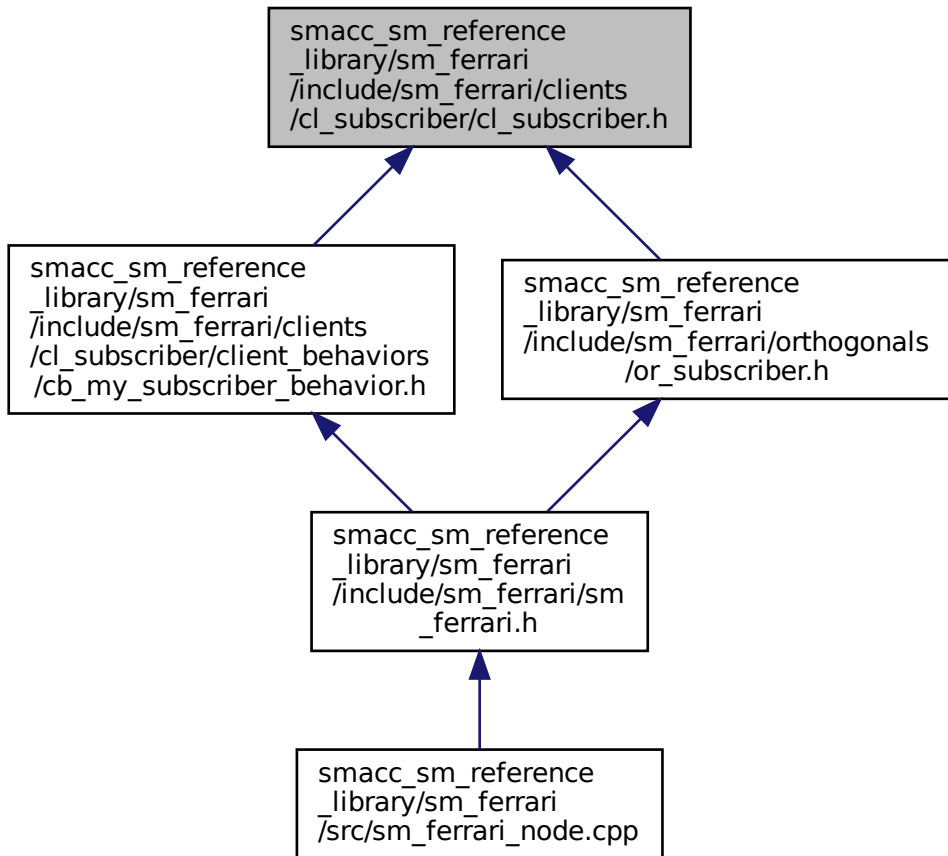 smacc_sm_reference
_library/sm_ferrari
/include/sm_ferrari/clients
/cl_subscriber/cl_subscriber.h
smacc_sm_reference
_library/sm_ferrari
/include/sm_ferrari/clients
/cl_subscriber/client_behaviors
/cb_my_subscriber_behavior.h
smacc_sm_reference
_library/sm_ferrari
/include/sm_ferrari/orthogonals
/or_subscriber.h
smacc_sm_reference
_library/sm_ferrari
/include/sm_ferrari/sm
_ferrari.h
smacc_sm_reference
_library/sm_ferrari
/src/sm_ferrari_node.cpp